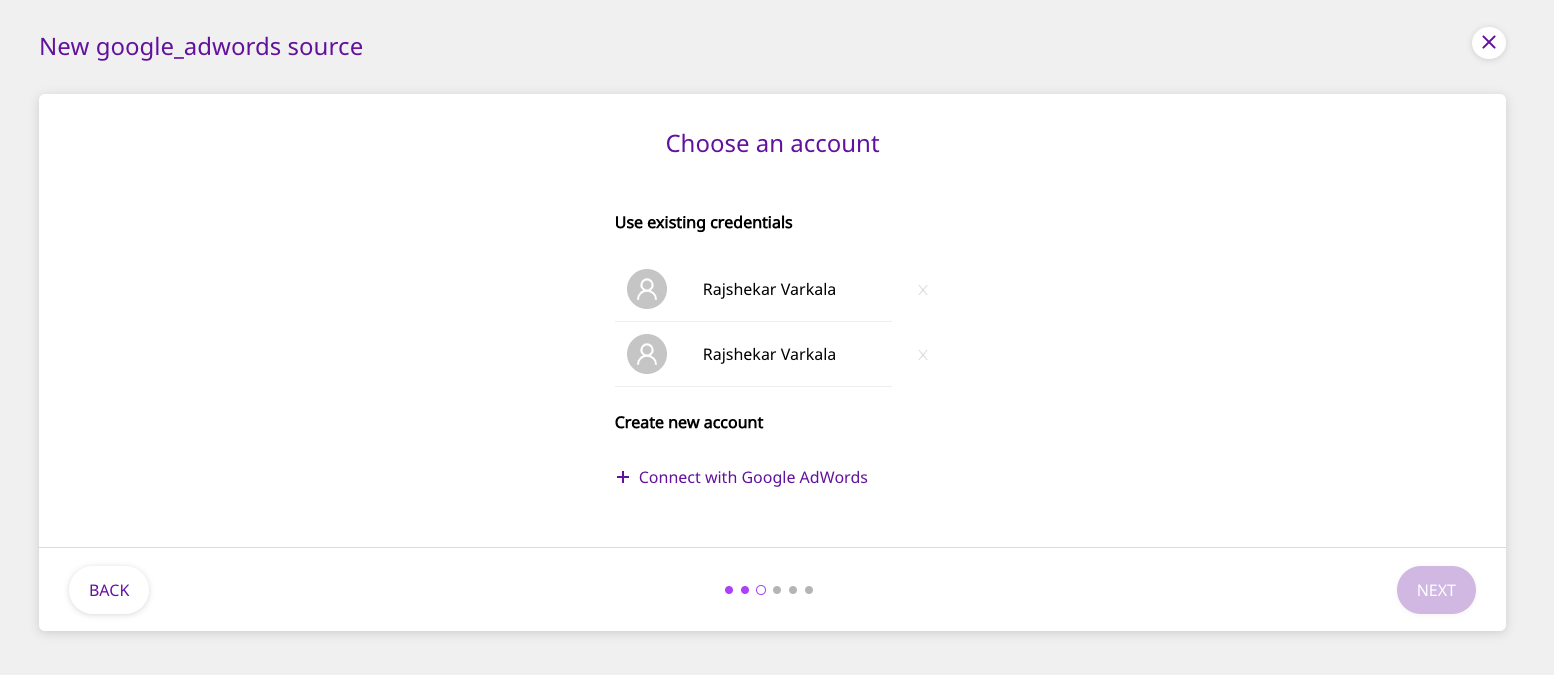 New google_adwords source
Choose an account
Use existing credentials
Rajshekar Varkala
Rajshekar Varkala
Create new account
+ Connect with Google AdWords
BACK
NEXT